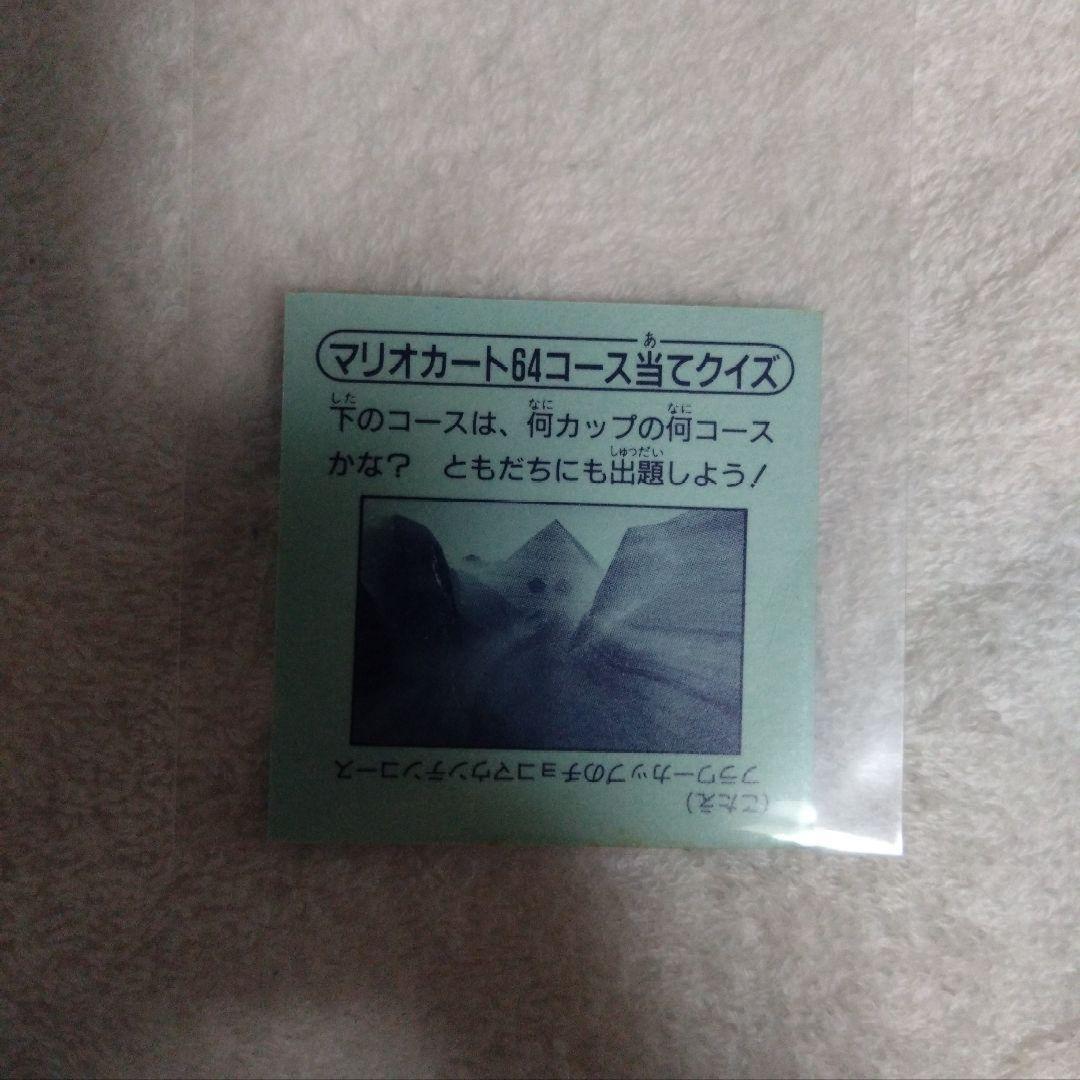 マリオカート64コース当てクイズ
下のコースは、何カップの何コース
かな? ともだちにも出題しよう!
(こたえ)
フラワーカップのチョコマウンテンコース